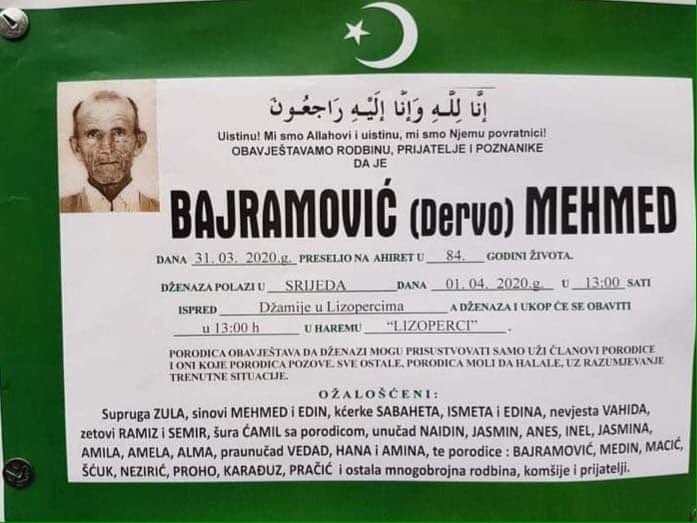 إِنَّا لِلَّهِ وَإِنَّا إِلَيْهِ رَاجِعُونَ
Uistinu! Mi smo Allahovi i uistinu, mi smo Njemu povratnici!
OBAVJEŠTAVAMO RODBINU, PRIJATELJE I POZNANIKE
DA JE
BAJRAMOVIĆ (Dervo) MEHMED
DANA 31. 03. 2020.g. PRESELIO NA AHIRET U 84. GODINI ŽIVOTA.
DŽENAZA POLAZI U SRIJEDA DANA 01. 04. 2020.g. U 13:00 SATI
ISPRED Džamije u Lizopercima A DŽENAZA I UKOP ĆE SE OBAVITI
u 13:00 h U HAREMU “LIZOPERCI” .
PORODICA OBAVJEŠTAVA DA DŽENAZI MOGU PRISUSTVOVATI SAMO UŽI ČLANOVI PORODICE
I ONI KOJE PORODICA POZOVE. SVE OSTALE, PORODICA MOLI DA HALALE, UZ RAZUMJEVANJE
TRENUTNE SITUACIJE.
OŽALOŠĆENI:
Supruga ZULA, sinovi MEHMED i EDIN, kćerke SABAHETA, ISMETA i EDINA, nevjesta VAHIDA,
zetovi RAMIZ i SEMIR, šura ĆAMIL sa porodicom, unučad NAIDIN, JASMIN, ANES, INEL, JASMINA,
AMILA, AMELA, ALMA, praunučad VEDAD, HANA i AMINA, te porodice : BAJRAMOVIĆ, MEDIN, MACIĆ,
ŠĆUK, NEZIRIĆ, PROHO, KARAĐUZ, PRAČIĆ i ostala mnogobrojna rodbina, komšije i prijatelji.